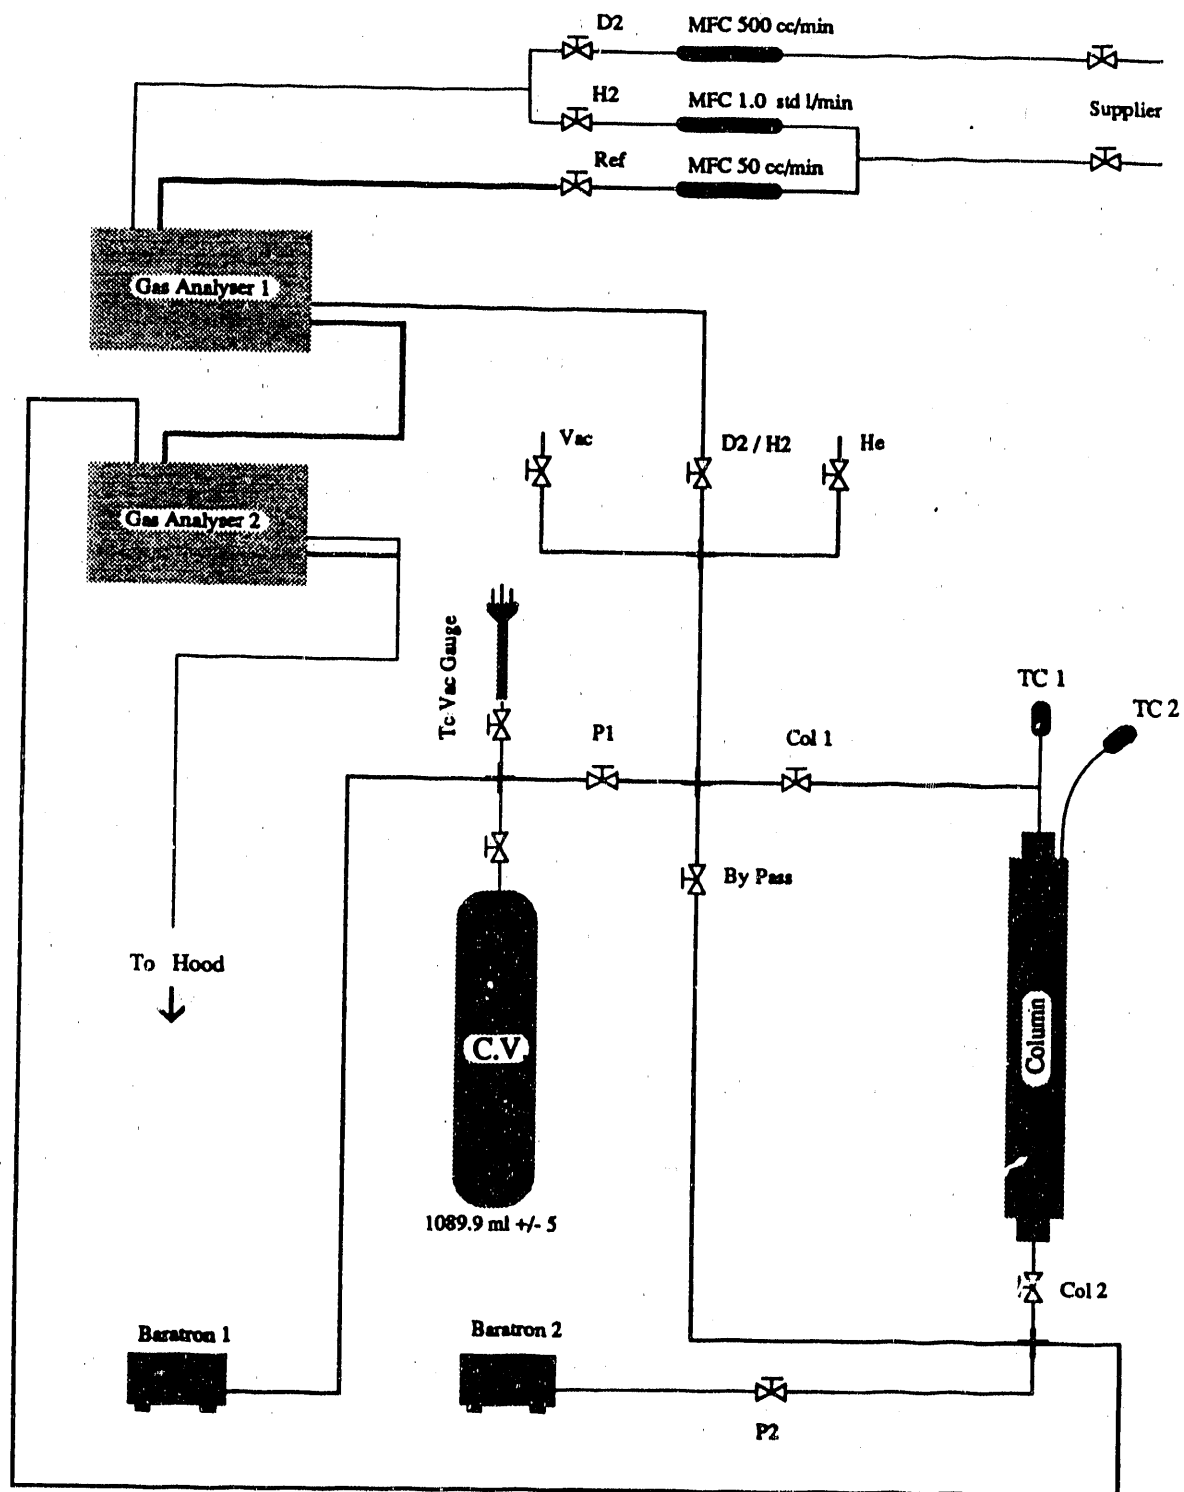 D2
MFC 500 cc/min
H2
MFC 1.0 std l/min
Supplier
Ref
MFC 50 cc/min
Gas Analyser 1
Vac
D2 / H2
He
Gas Analyser 2
Tc Vac Gauge
TC 1
TC 2
P1
Col 1
By Pass
To Hood
C.V
Column
1089.9 ml +/- 5
Col 2
Baratron 1
Baratron 2
P2